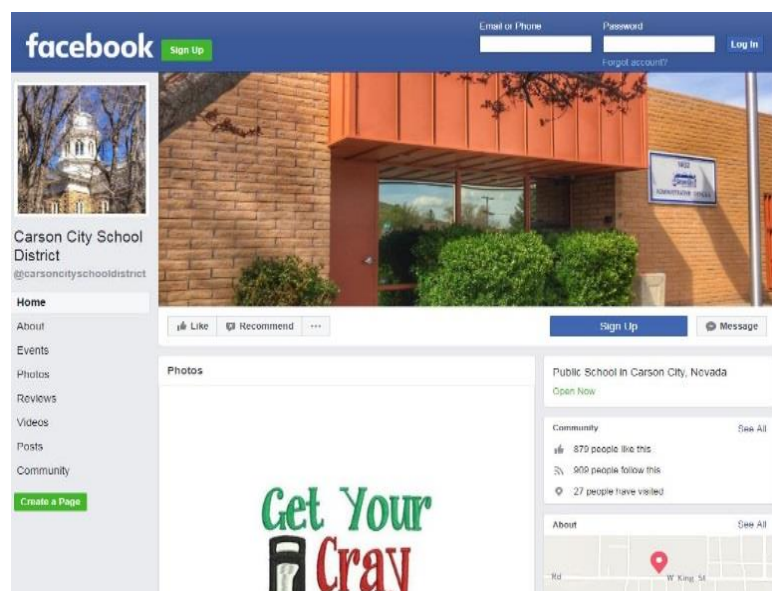 facebook
Sign Up
Email or Phone
Password
Log In
Forgot account?
Carson City School
District
@carsoncityschooldistrict
Home
About
Events
Photos
Reviews
Videos
Posts
Community
Create a Page
Like
Recommend
...
Sign Up
Message
Photos
Get Your
Cray
Public School in Carson City, Nevada
Open Now
Community
See All
879 people like this
909 people follow this
27 people have visited
About
See All
Rd
W King St